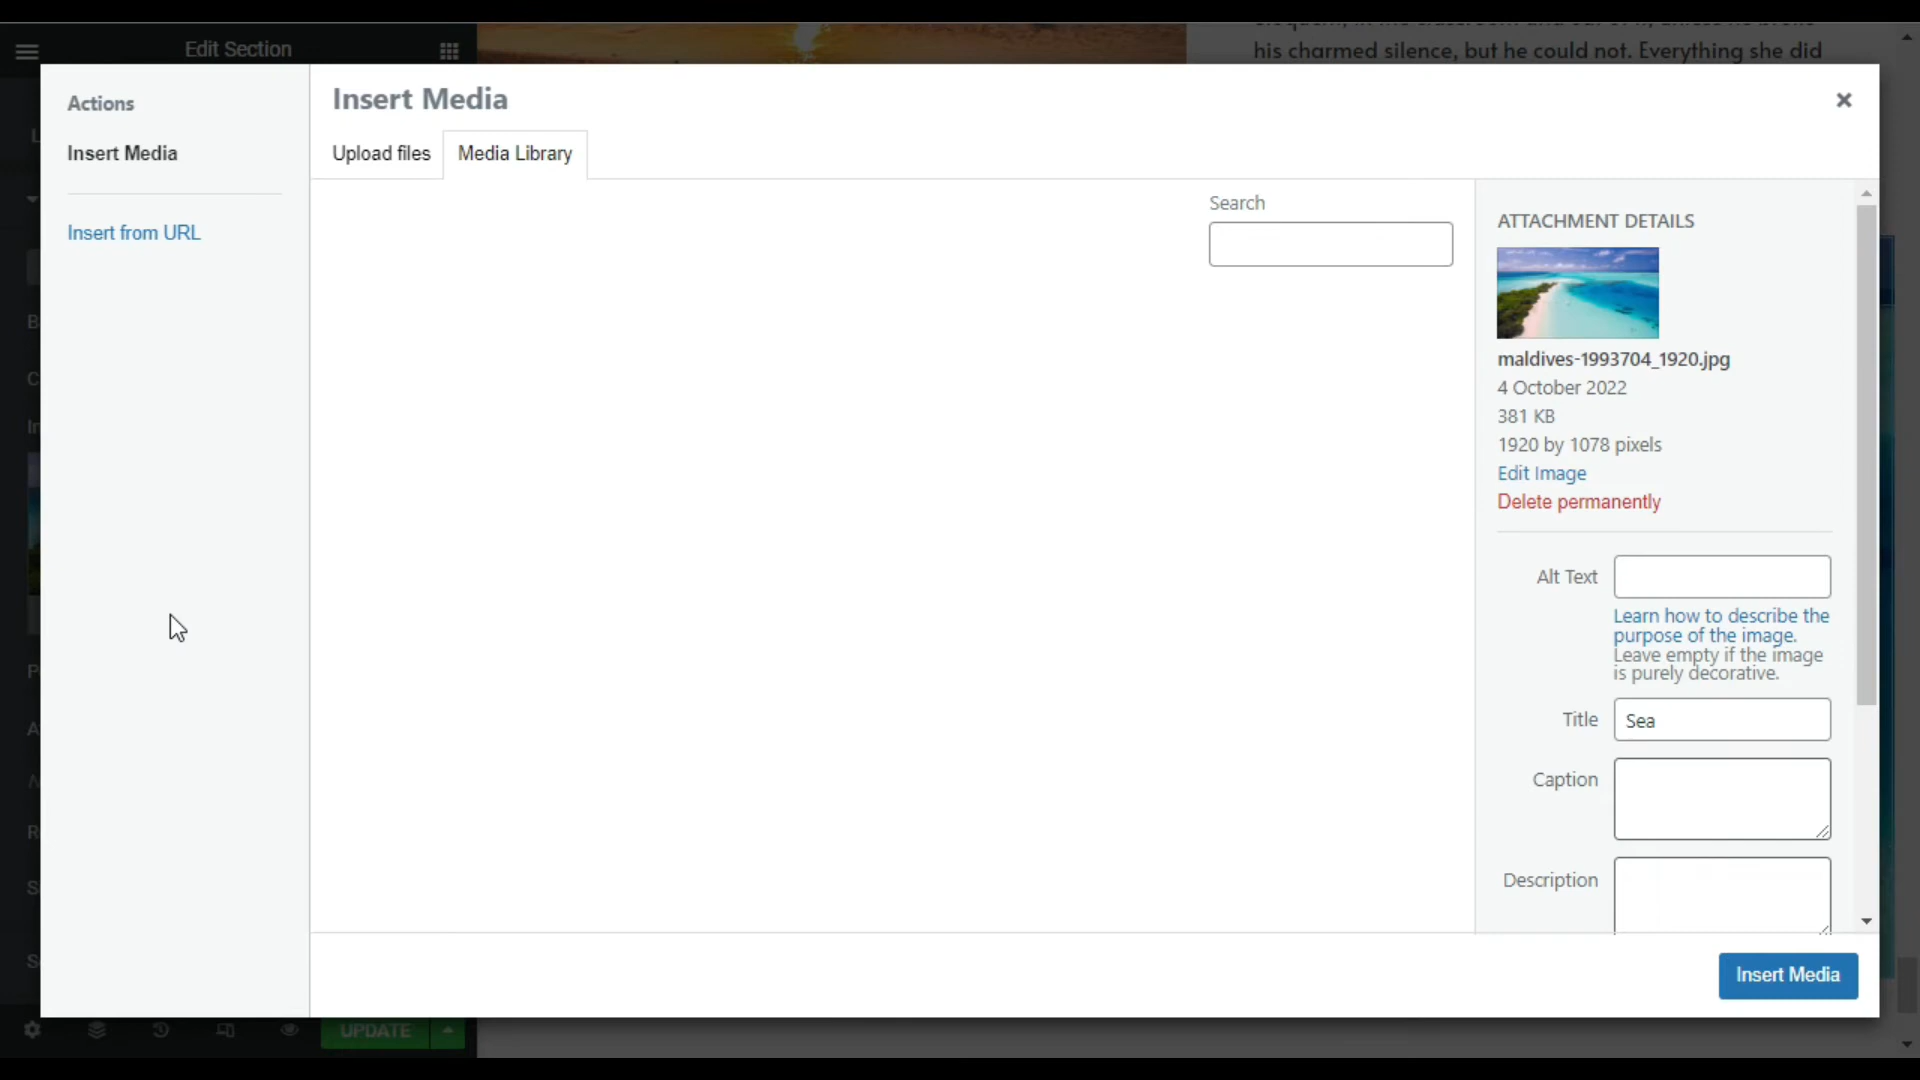 Edit Section
his charmed silence, but he could not. Everything she did
Actions
Insert Media
Insert from URL
Insert Media
Upload files
Media Library
Search
ATTACHMENT DETAILS
maldives-1993704_1920.jpg
4 October 2022
381 KB
1920 by 1078 pixels
Edit Image
Delete permanently
Alt Text
Learn how to describe the
purpose of the image.
Leave empty if the image
is purely decorative.
Title
Sea
Caption
Description
Insert Media
UPDATE